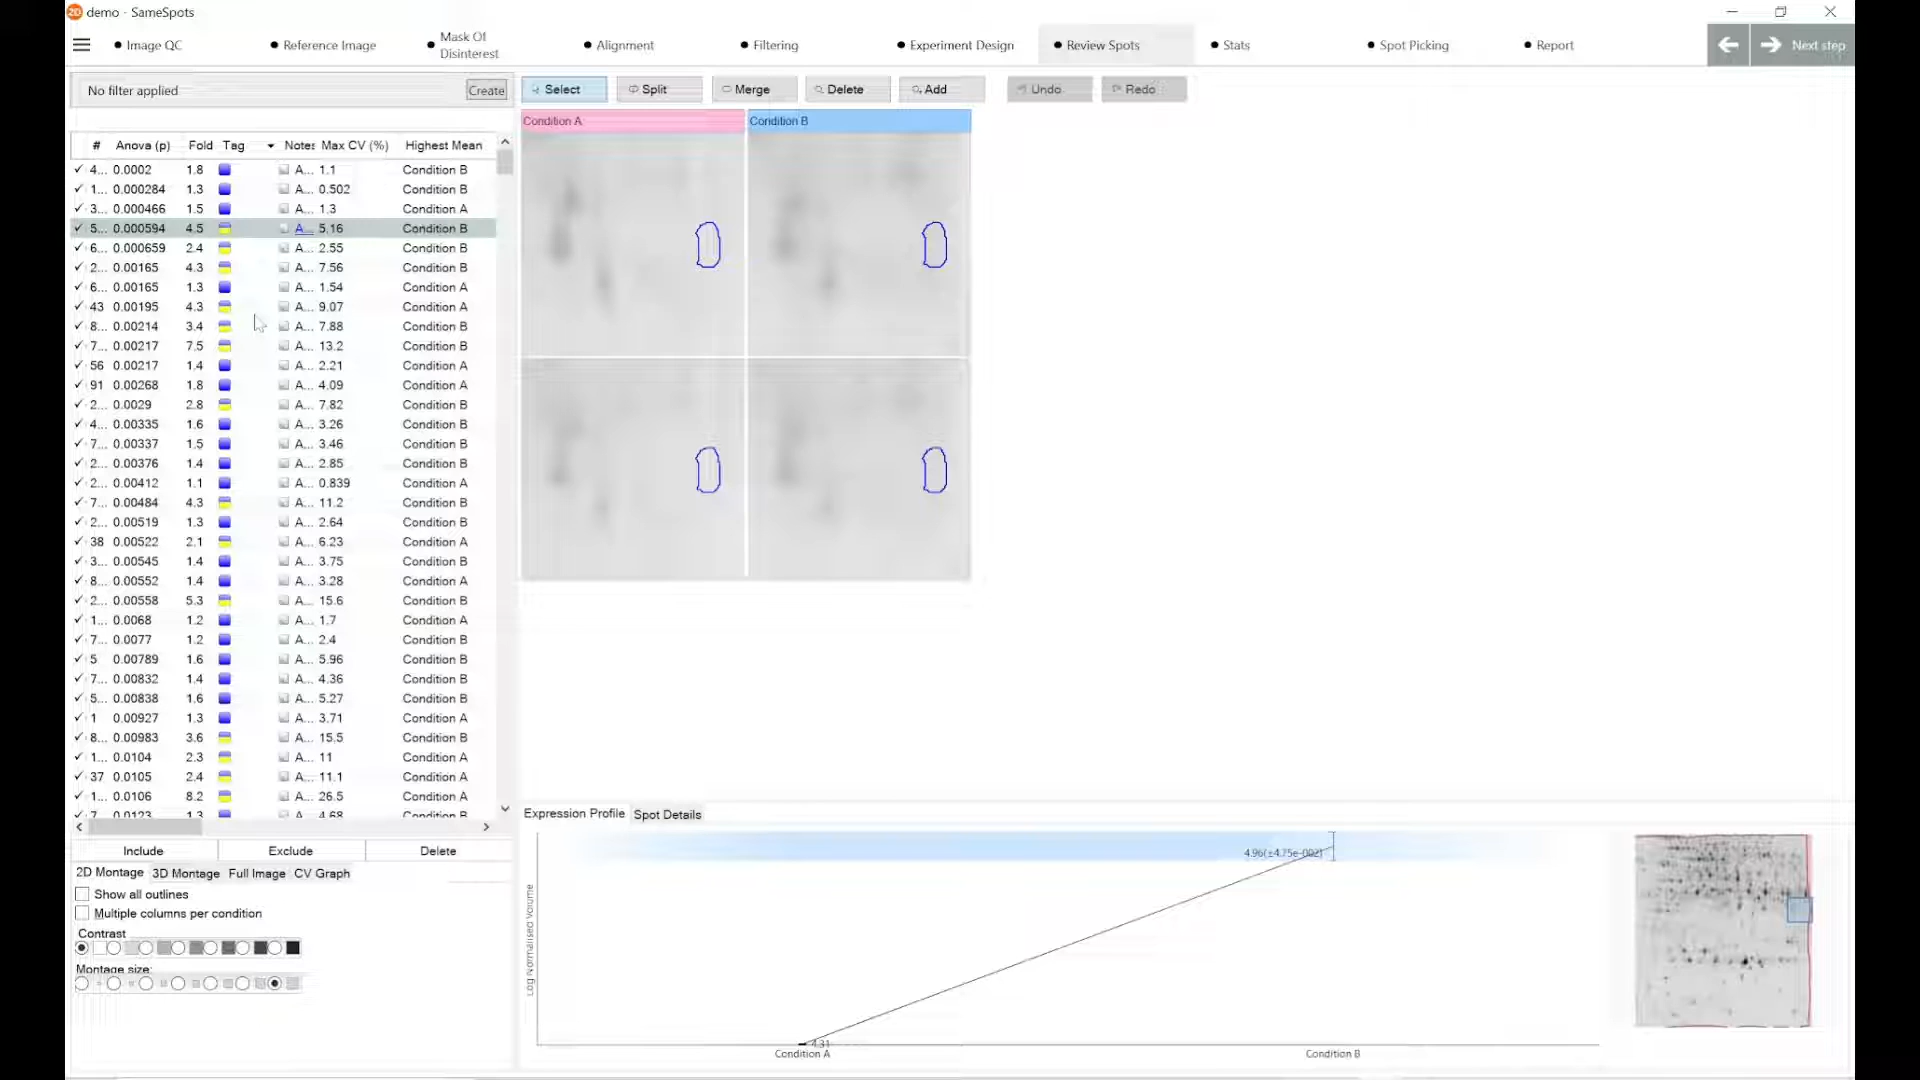 demo - SameSpots
Image QC
Reference Image
Mask Of
Disinterest
Alignment
Filtering
Experiment Design
Review Spots
Stats
Spot Picking
Report
Next step
No filter applied
Create
Select
Split
Merge
Delete
Add
Undo
Redo
Condition A
Condition B
# Anova (p) Fold Tag Notes Max CV (%) Highest Mean
4... 0.0002 1.8 A... 1.1 Condition B
1... 0.000284 1.3 A... 0.502 Condition B
3... 0.000466 1.5 A... 1.3 Condition A
5... 0.000594 4.5 A... 5.16 Condition B
6... 0.000659 2.4 A... 2.55 Condition B
2... 0.00165 4.3 A... 7.56 Condition B
6... 0.00165 1.3 A... 1.54 Condition A
43 0.00195 4.3 A... 9.07 Condition A
8... 0.00214 3.4 A... 7.88 Condition B
7... 0.00217 7.5 A... 13.2 Condition B
56 0.00217 1.4 A... 2.21 Condition A
91 0.00268 1.8 A... 4.09 Condition A
2... 0.0029 2.8 A... 7.82 Condition B
4... 0.00335 1.6 A... 3.26 Condition B
7... 0.00337 1.5 A... 3.46 Condition B
2... 0.00376 1.4 A... 2.85 Condition B
2... 0.00412 1.1 A... 0.839 Condition A
7... 0.00484 4.3 A... 11.2 Condition B
2... 0.00519 1.3 A... 2.64 Condition B
38 0.00522 2.1 A... 6.23 Condition A
3... 0.00545 1.4 A... 3.75 Condition B
8... 0.00552 1.4 A... 3.28 Condition A
2... 0.00558 5.3 A... 15.6 Condition B
1... 0.0068 1.2 A... 1.7 Condition A
7... 0.0077 1.2 A... 2.4 Condition B
5 0.00789 1.6 A... 5.96 Condition B
7... 0.00832 1.4 A... 4.36 Condition B
5... 0.00838 1.6 A... 5.27 Condition B
1 0.00927 1.3 A... 3.71 Condition A
8... 0.00983 3.6 A... 15.5 Condition B
1... 0.0104 2.3 A... 11 Condition A
37 0.0105 2.4 A... 11.1 Condition A
1... 0.0106 8.2 A... 26.5 Condition A
7... 0.0123 1.3 A... 4.68 Condition B
Include
Exclude
Delete
2D Montage
3D Montage
Full Image
CV Graph
Show all outlines
Multiple columns per condition
Contrast
Montage size:
Expression Profile
Spot Details
Log Normalised Volume
4.96(±4.75e-002)
4.31
Condition A
Condition B